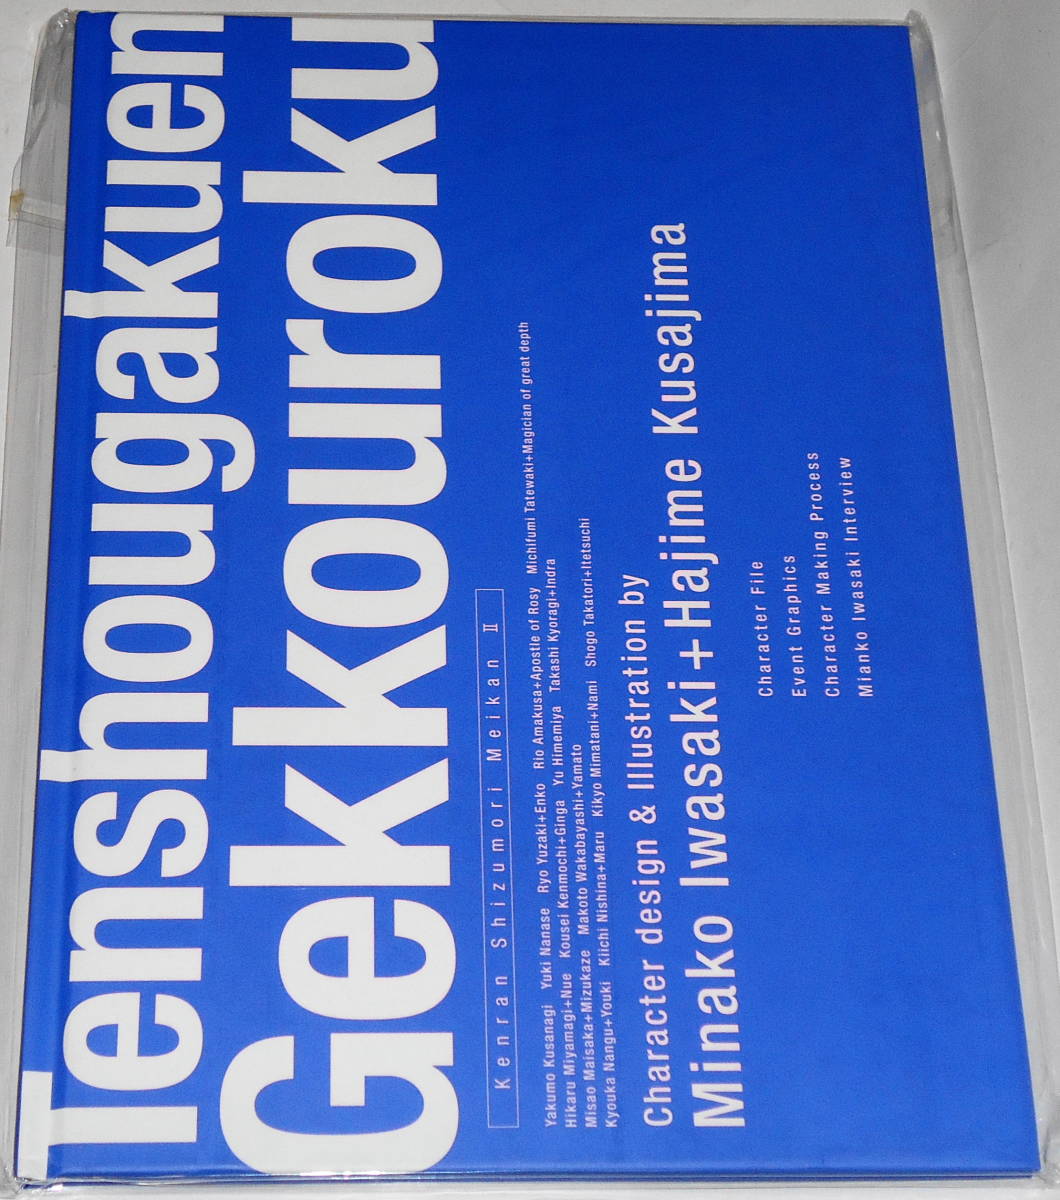 Tenshougakuen
Gekkouroku
Kenran Shizumori Meikan Ⅱ
Yakumo Kusanagi Yuki Nanase Ryo Yuzaki+Enko Rio Amakusa+Apostle of Rosy Michifumi Tatewaki+Magician of great depth
Hikaru Miyamagi+Nue Kousei Kenmochi+Ginga Yu Himemiya Takashi Kyoragi+Indra
Misao Maisaka+Mizukaze Makoto Wakabayashi+Yamato
Kyouka Nangu+Youki Kiichi Nishina+Maru Kikyo Mimatani+Nami Shogo Takatori+Itetsuchi
Character design & Illustration by
Minako Iwasaki+Hajime Kusajima
Character File
Event Graphics
Character Making Process
Mianko Iwasaki Interview